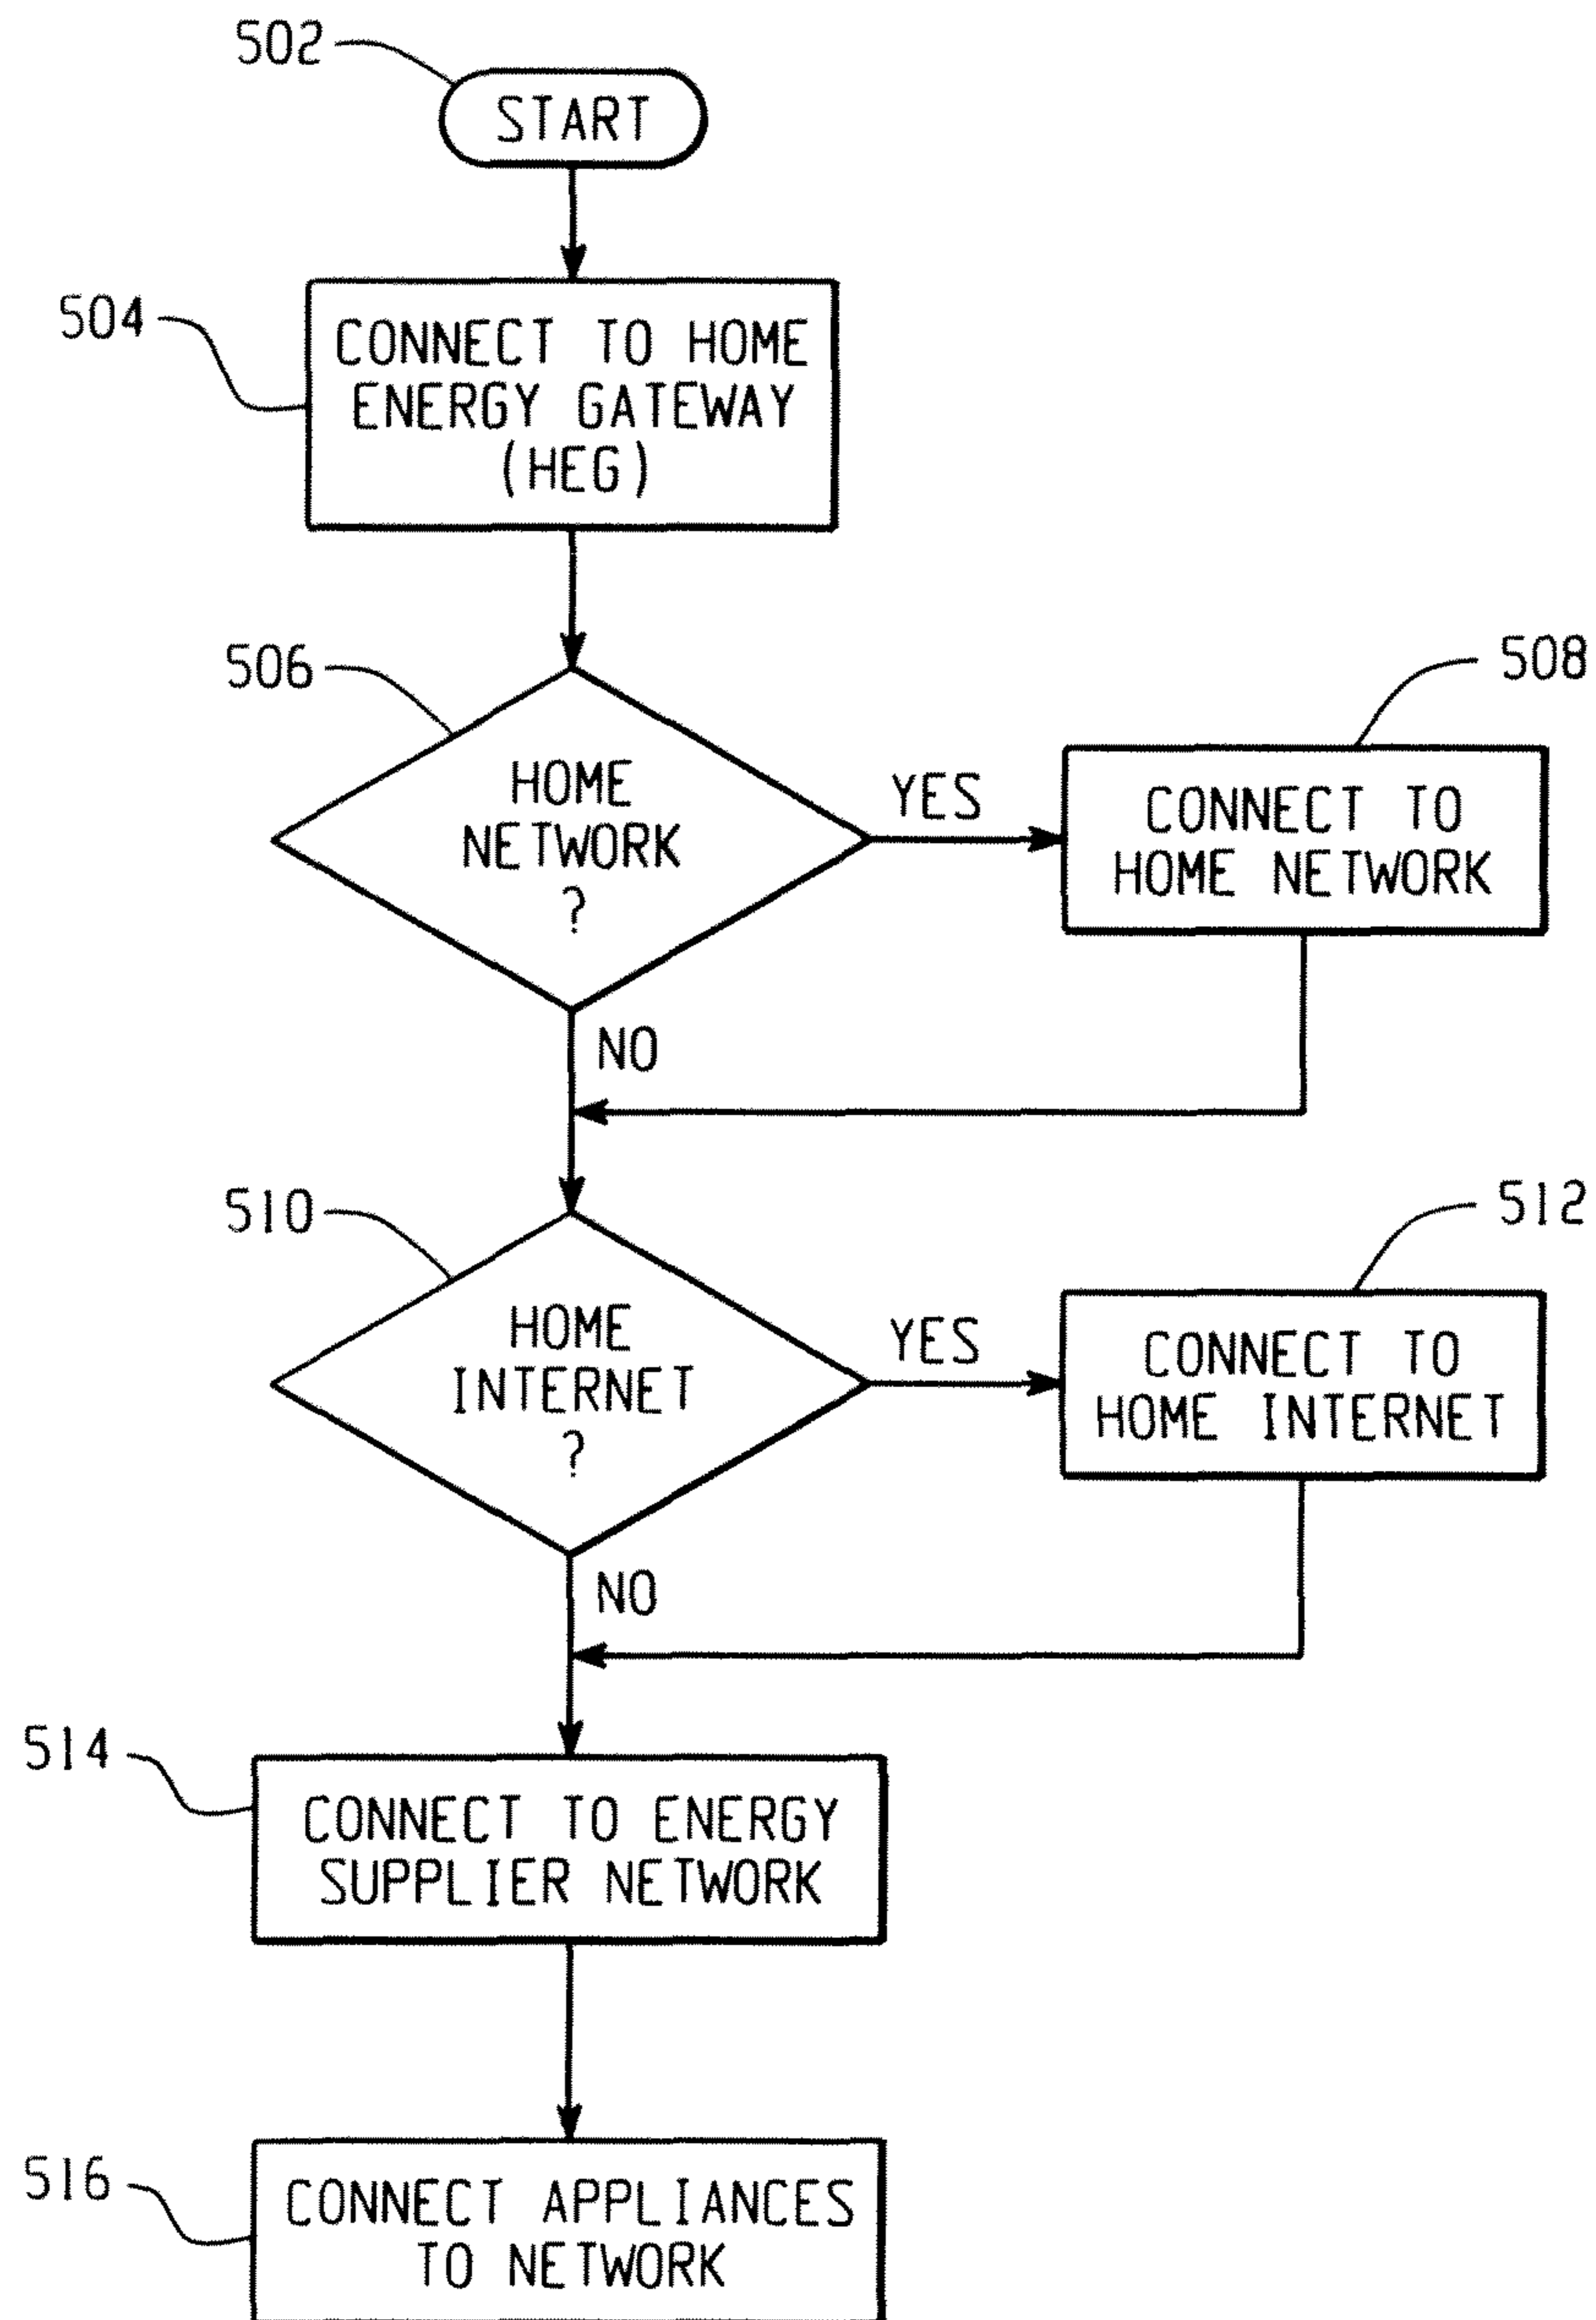 502
START
504
CONNECT TO HOME
ENERGY GATEWAY
(HEG)
506
HOME
NETWORK
?
YES
508
CONNECT TO
HOME NETWORK
NO
510
HOME
INTERNET
?
YES
512
CONNECT TO
HOME INTERNET
NO
514
CONNECT TO ENERGY
SUPPLIER NETWORK
516
CONNECT APPLIANCES
TO NETWORK